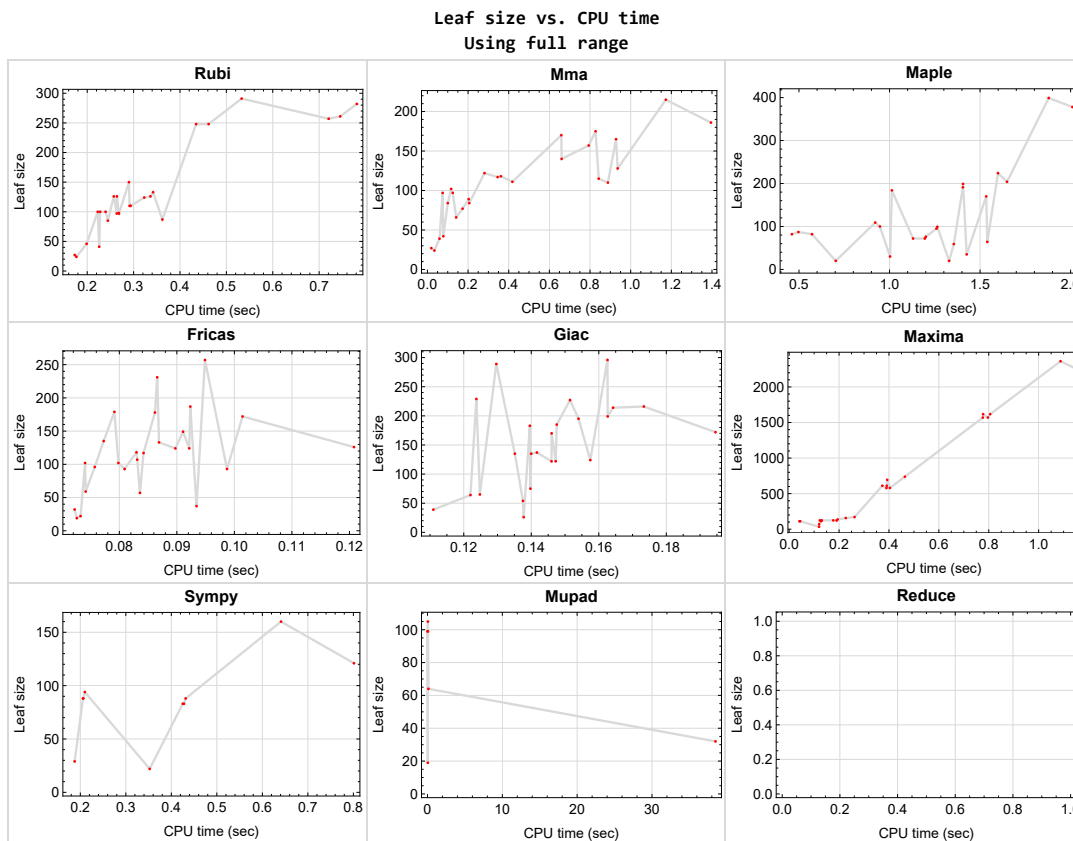 Leaf size vs. CPU time
Using full range
Rubi
Leaf size
300
250
200
150
100
50
0
0.2 0.3 0.4 0.5 0.6 0.7
CPU time (sec)
Mma
Leaf size
200
150
100
50
0
0.0 0.2 0.4 0.6 0.8 1.0 1.2 1.4
CPU time (sec)
Maple
Leaf size
400
300
200
100
0
0.5 1.0 1.5 2.0
CPU time (sec)
Fricas
Leaf size
250
200
150
100
50
0
0.08 0.09 0.10 0.11 0.12
CPU time (sec)
Giac
Leaf size
300
250
200
150
100
50
0
0.12 0.14 0.16 0.18
CPU time (sec)
Maxima
Leaf size
2000
1500
1000
500
0
0.0 0.2 0.4 0.6 0.8 1.0
CPU time (sec)
Sympy
Leaf size
150
100
50
0
0.2 0.3 0.4 0.5 0.6 0.7 0.8
CPU time (sec)
Mupad
Leaf size
100
80
60
40
20
0
0 10 20 30
CPU time (sec)
Reduce
Leaf size
1.0
0.8
0.6
0.4
0.2
0.0
0.0 0.2 0.4 0.6 0.8
CPU time (sec)